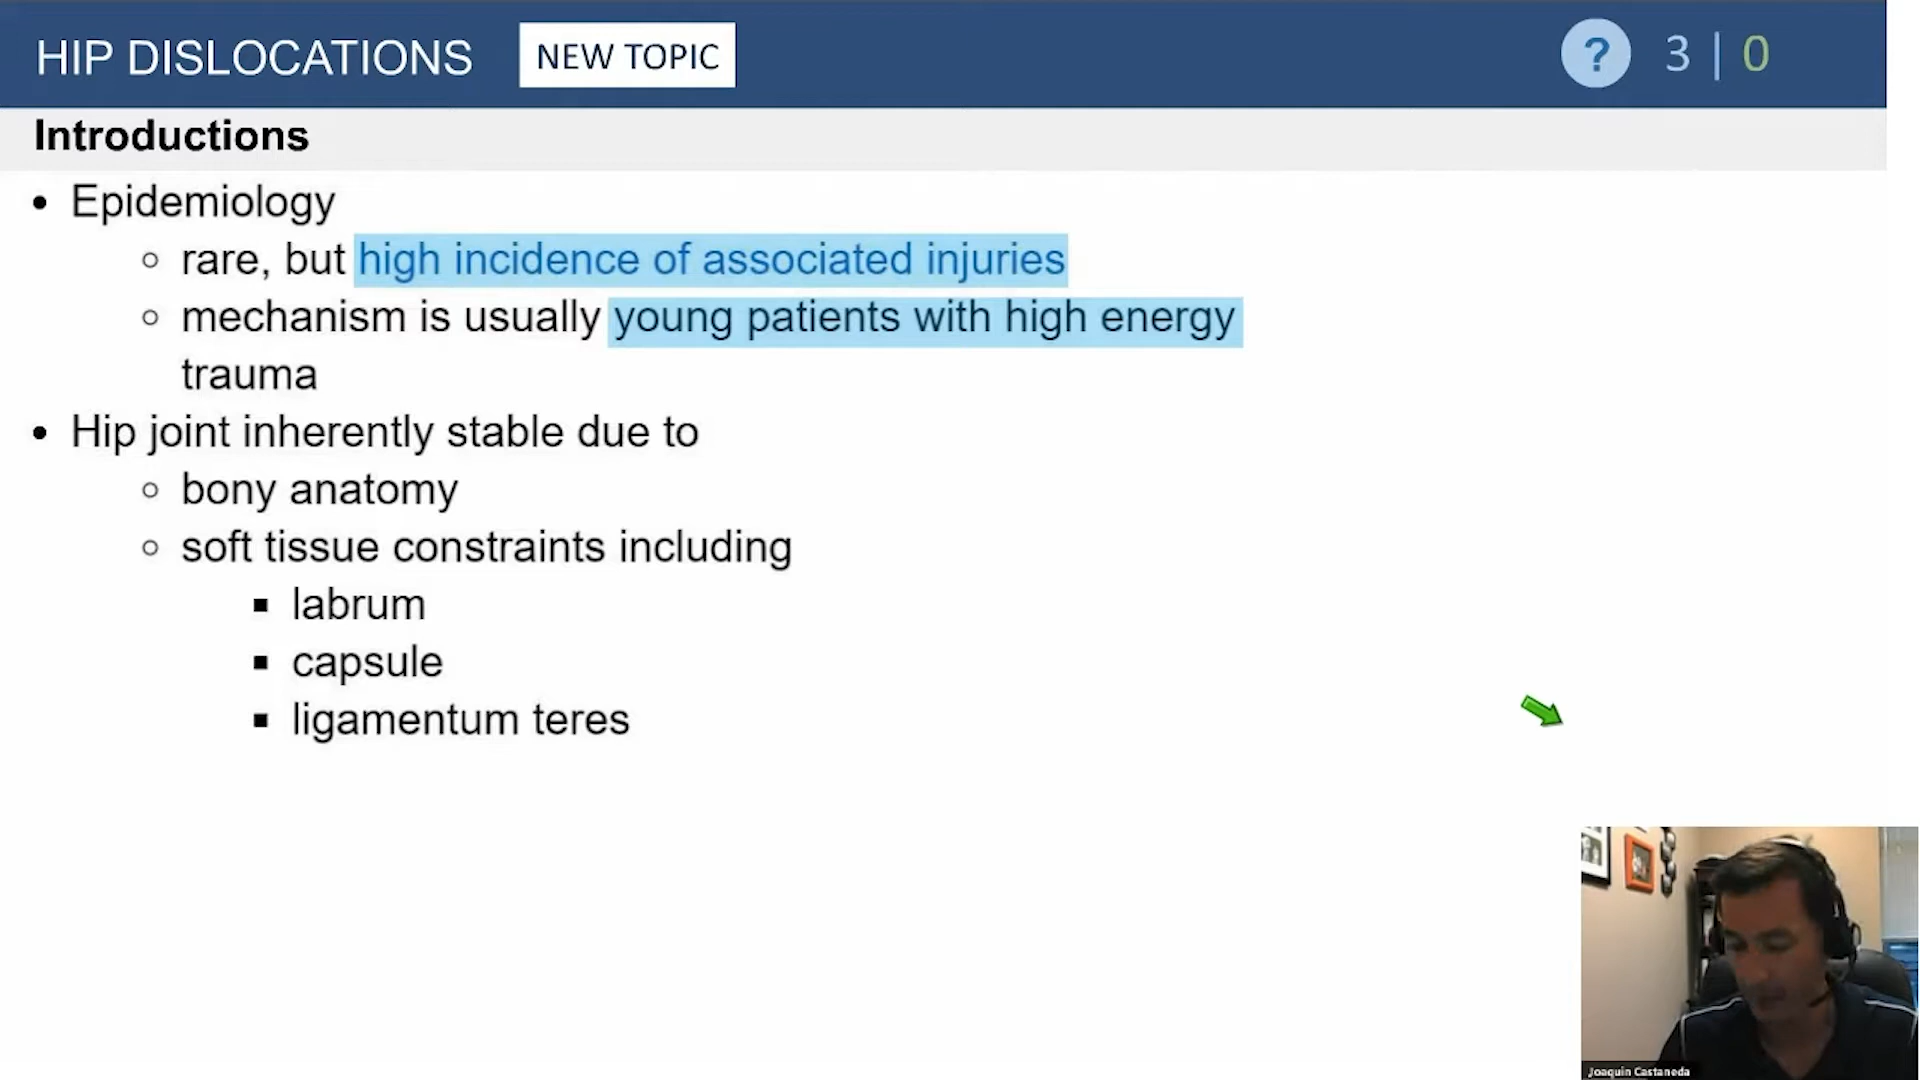 HIP DISLOCATIONS NEW TOPIC ? 3 | 0
Introductions
• Epidemiology
○ rare, but high incidence of associated injuries
○ mechanism is usually young patients with high energy
trauma
• Hip joint inherently stable due to
○ bony anatomy
○ soft tissue constraints including
▪ labrum
▪ capsule
▪ ligamentum teres
Joaquin Castaneda